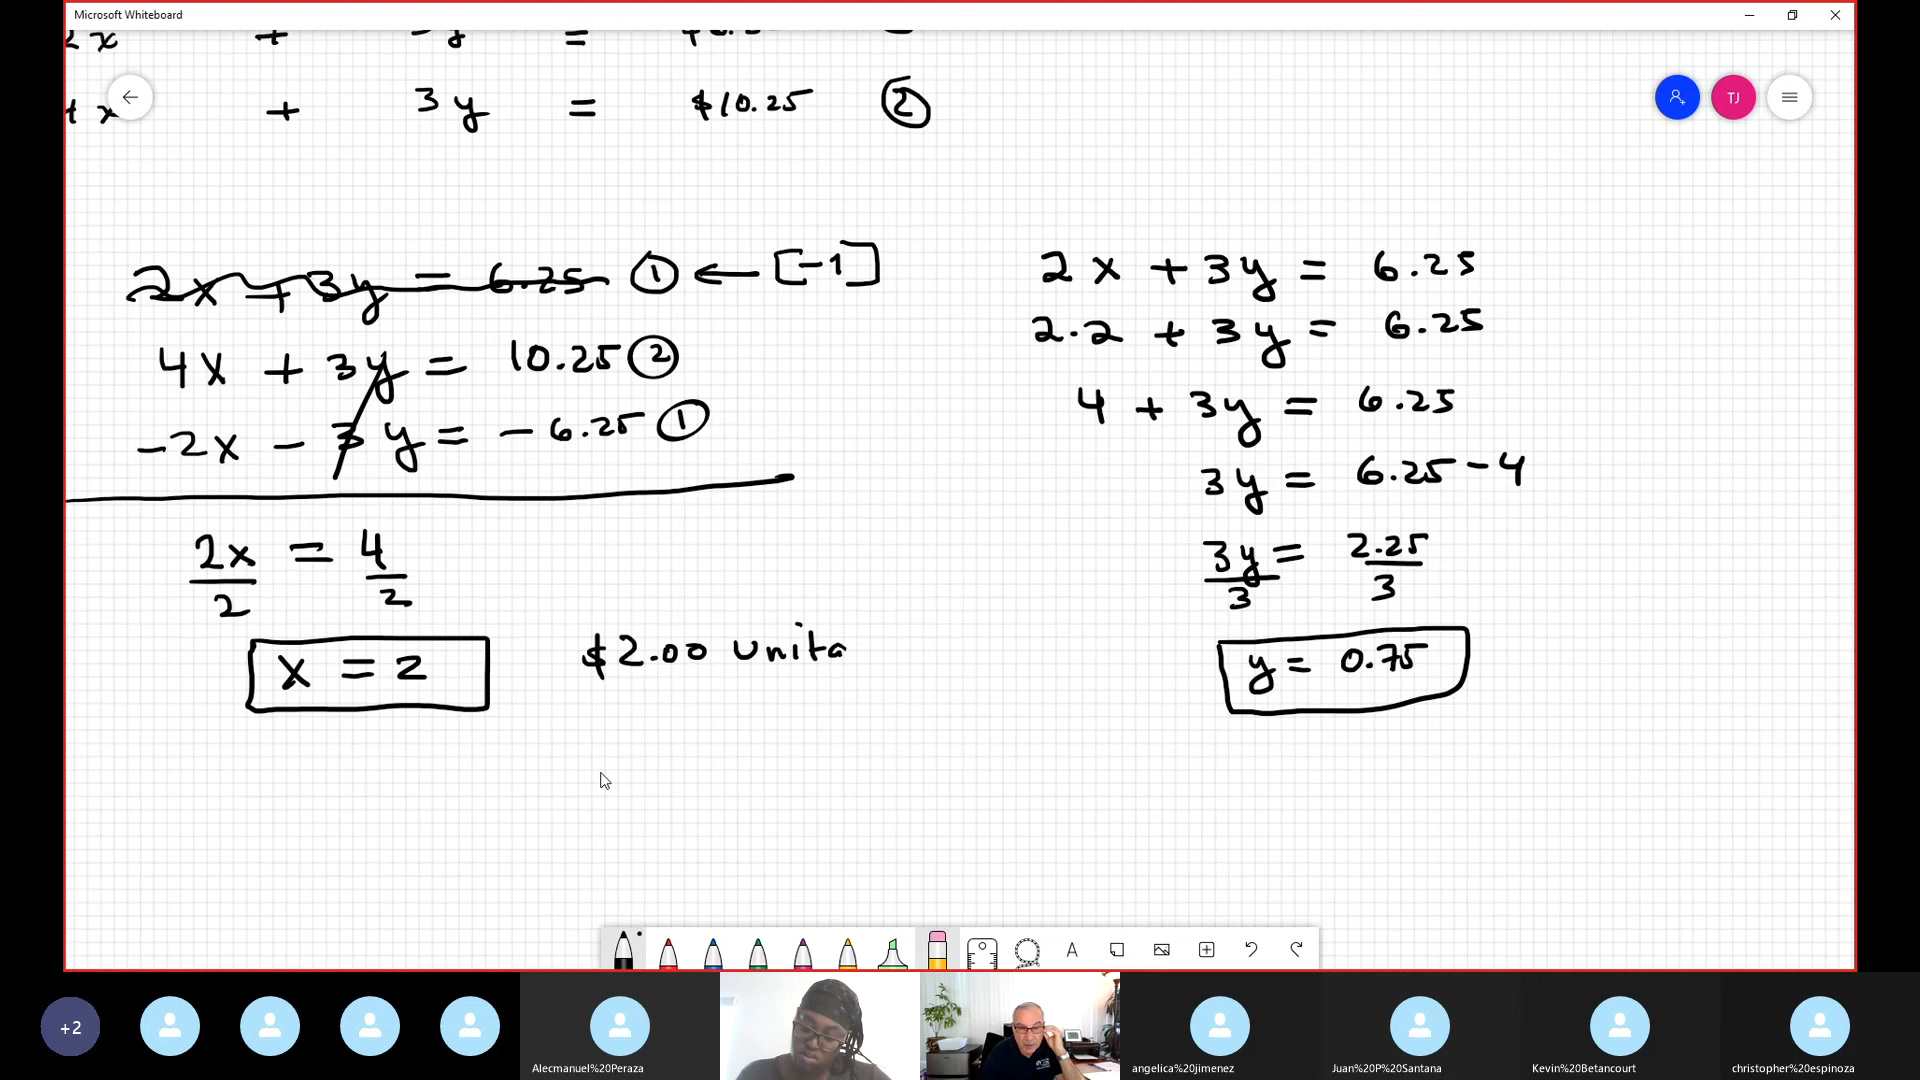 Microsoft Whiteboard
2x + y =
x + 3y = $10.25 ②
TJ
2x + 3y = 6.25 ① ← [-1]
4x + 3y = 10.25 ②
-2x - 3y = -6.25 ①
2x = 4
2 2
x = 2
$2.00 unita
2x + 3y = 6.25
2.2 + 3y = 6.25
4 + 3y = 6.25
3y = 6.25 - 4
3y = 2.25
3 3
y = 0.75
A
+2
Alecmanuel%20Peraza
angelica%20jimenez
Juan%20P%20Santana
Kevin%20Betancourt
christopher%20espinoza